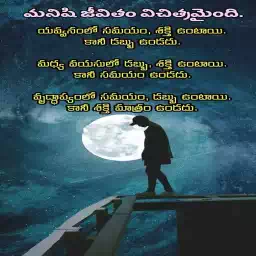 మనిషి జీవితం విచిత్రమైంది.
యవ్వనంలో సమయం, శక్తి ఉంటాయి.
కానీ డబ్బు ఉండదు.
మధ్య వయసులో డబ్బు, శక్తి ఉంటాయి.
కానీ సమయం ఉండదు.
వృద్ధాప్యంలో సమయం, డబ్బు ఉంటాయి.
కానీ శక్తి మాత్రం ఉండదు.